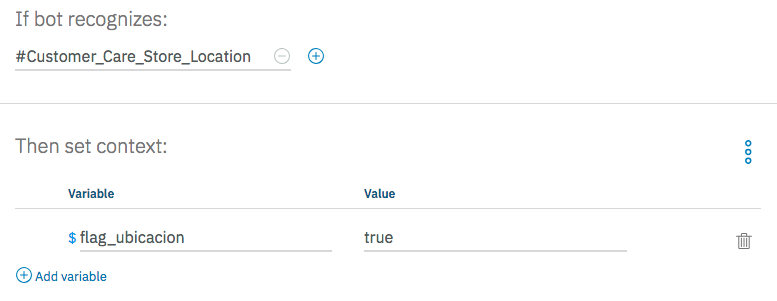 If bot recognizes:
#Customer_Care_Store_Location
Then set context:
Variable Value
$ flag_ubicacion true
Add variable